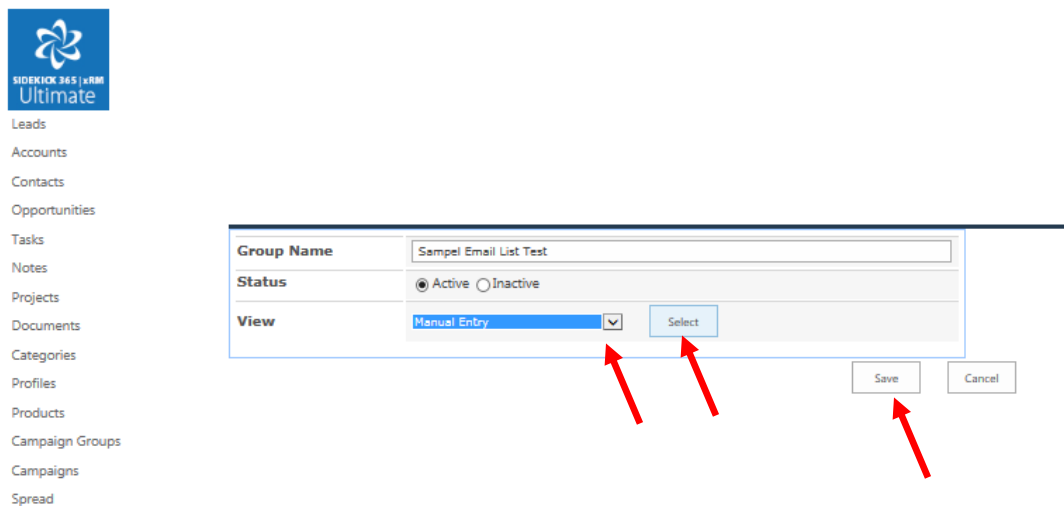 SIDEKICK 365 | xRM
Ultimate
Leads
Accounts
Contacts
Opportunities
Tasks
Notes
Projects
Documents
Categories
Profiles
Products
Campaign Groups
Campaigns
Spread
Group Name Sampel Email List Test
Status Active Inactive
View Manual Entry Select
Save Cancel